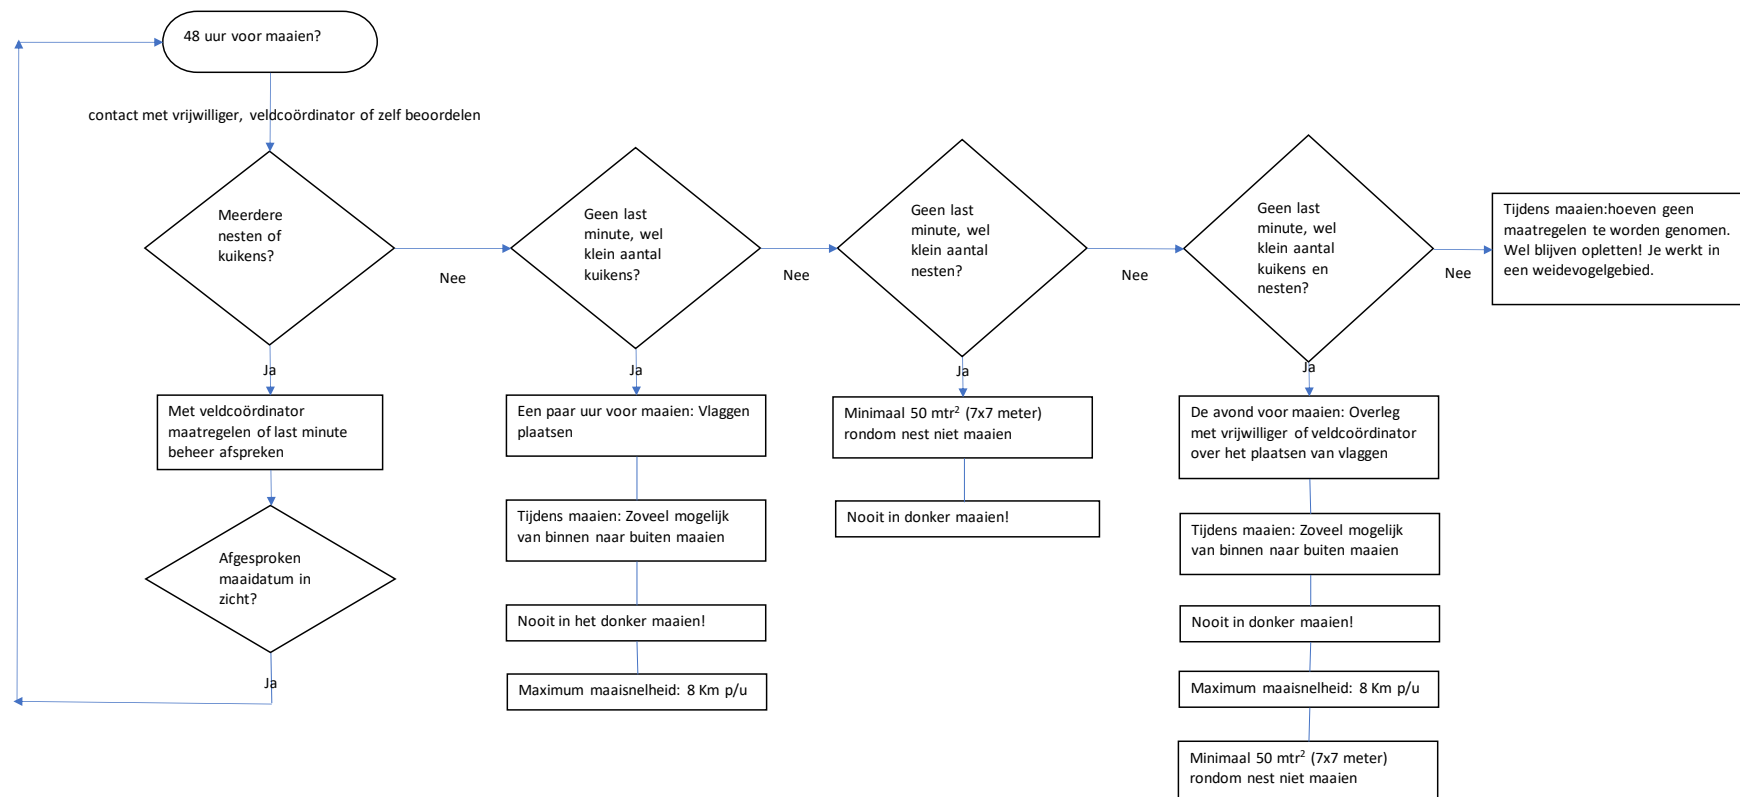 48 uur voor maaien?
contact met vrijwilliger, veldcoördinator of zelf beoordelen
Meerdere
nesten of
kuikens?
Nee
Geen last
minute, wel
klein aantal
kuikens?
Nee
Geen last
minute, wel
klein aantal
nesten?
Nee
Geen last
minute, wel
klein aantal
kuikens en
nesten?
Nee
Tijdens maaien:hoeven geen
maatregelen te worden genomen.
Wel blijven opletten! Je werkt in
een weidevogelgebied.
Ja
Met veldcoördinator
maatregelen of last minute
beheer afspreken
Afgesproken
maaidatum in
zicht?
Ja
Ja
Een paar uur voor maaien: Vlaggen
plaatsen
Tijdens maaien: Zoveel mogelijk
van binnen naar buiten maaien
Nooit in het donker maaien!
Maximum maaisnelheid: 8 Km p/u
Ja
Minimaal 50 mtr² (7x7 meter)
rondom nest niet maaien
Nooit in donker maaien!
Ja
De avond voor maaien: Overleg
met vrijwilliger of veldcoördinator
over het plaatsen van vlaggen
Tijdens maaien: Zoveel mogelijk
van binnen naar buiten maaien
Nooit in donker maaien!
Maximum maaisnelheid: 8 Km p/u
Minimaal 50 mtr² (7x7 meter)
rondom nest niet maaien